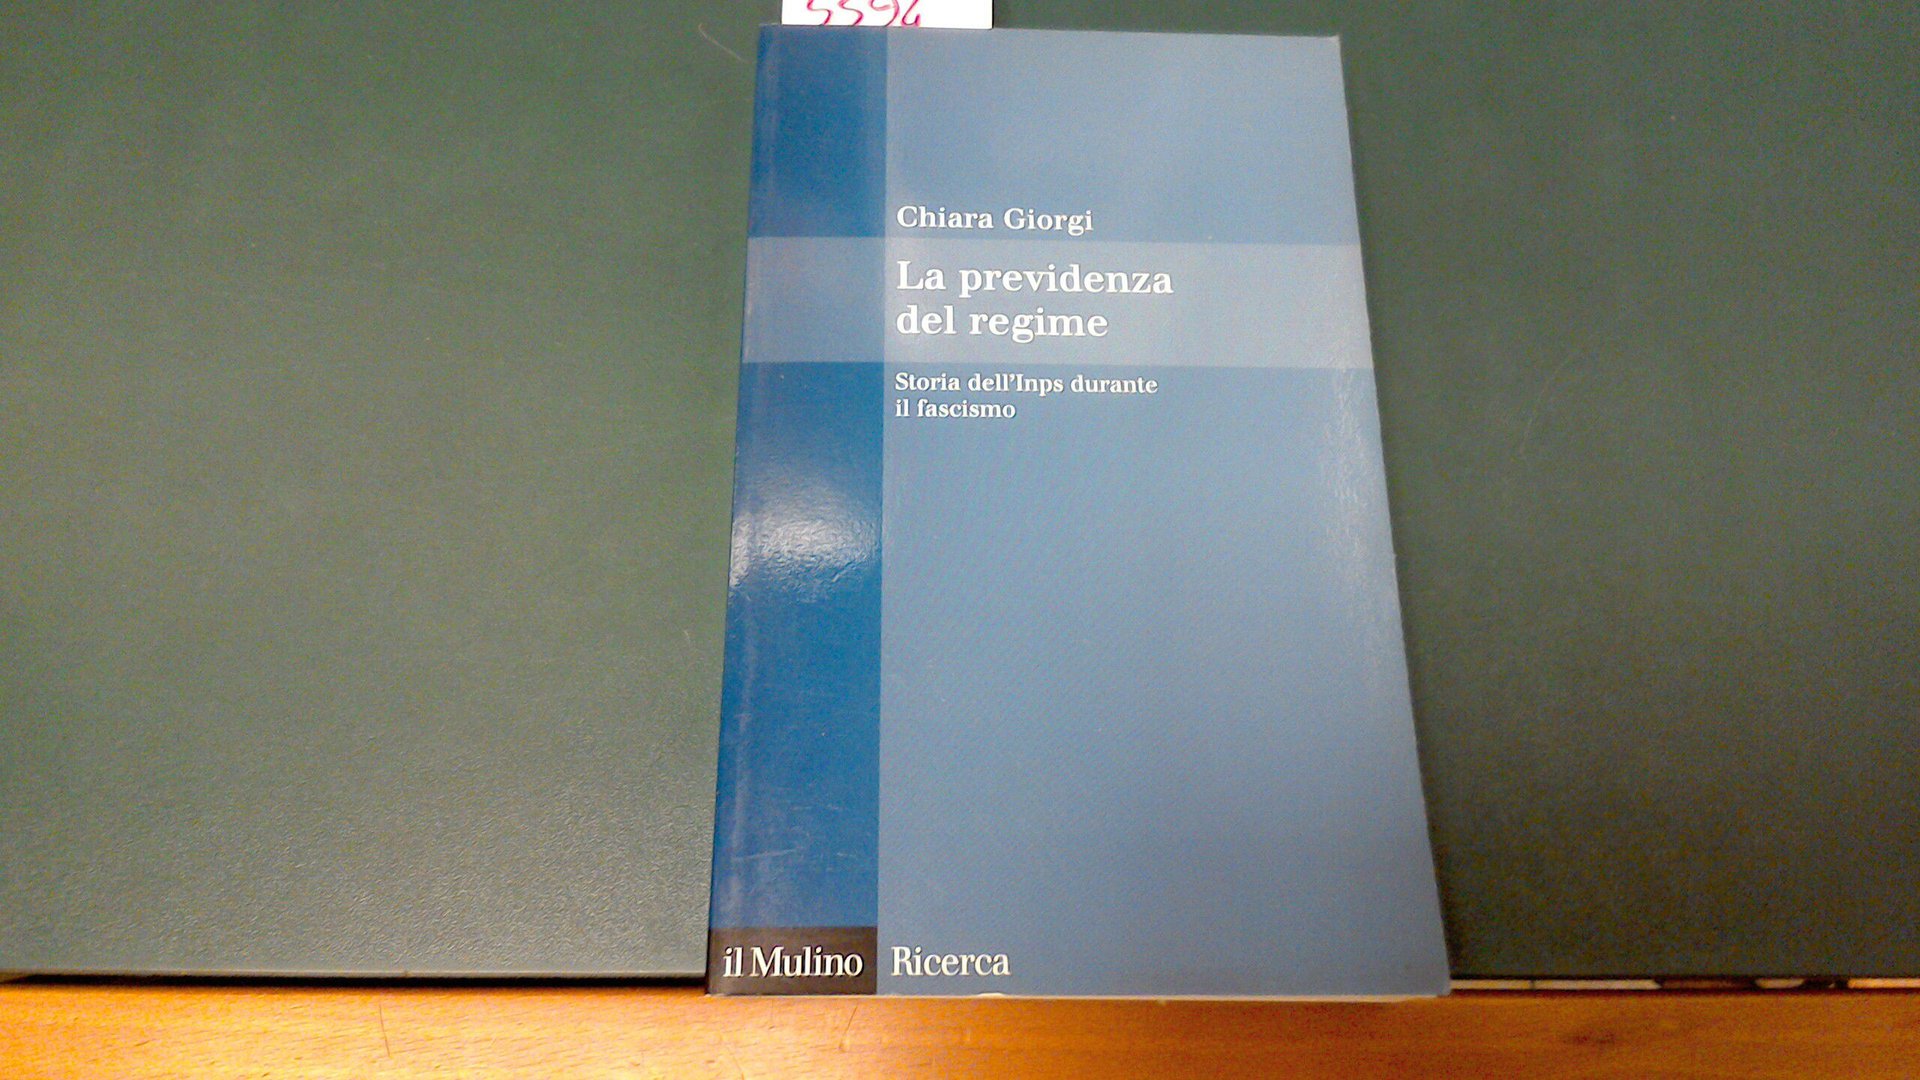 Chiara Giorgi
La previdenza
del regime
Storia dell'Inps durante
il fascismo
il Mulino Ricerca